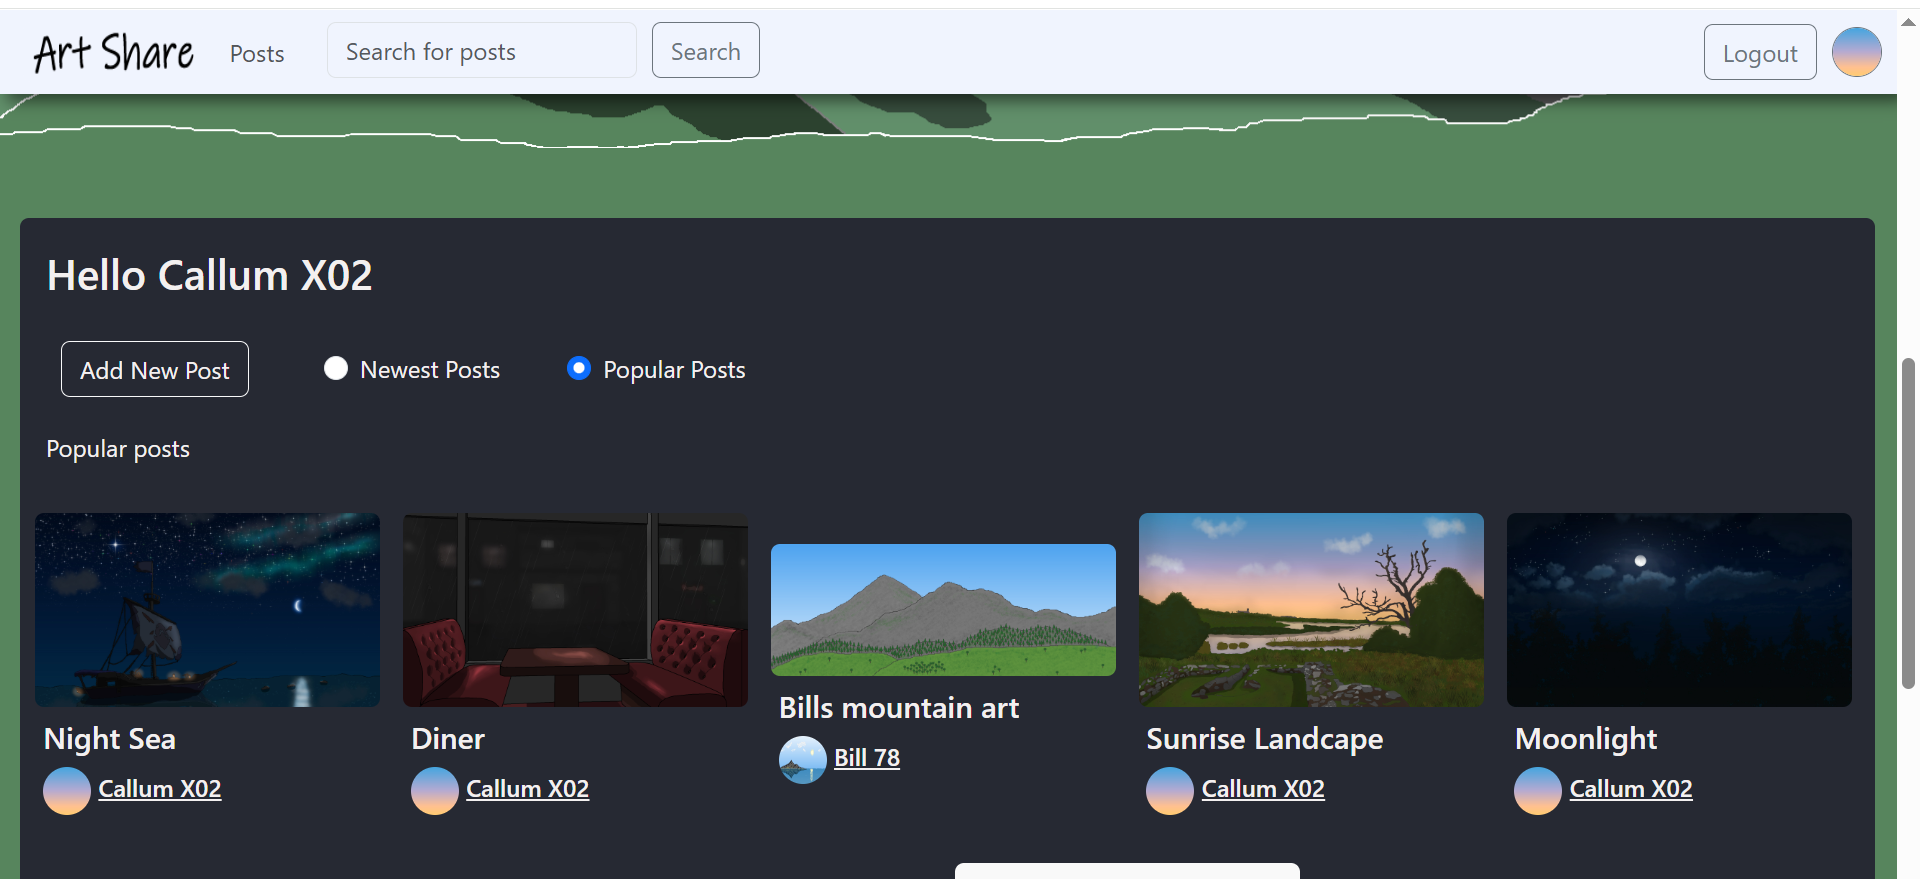 Art Share Posts Search for posts Search Logout
Hello Callum X02
Add New Post Newest Posts Popular Posts
Popular posts
Night Sea
Callum X02
Diner
Callum X02
Bills mountain art
Bill 78
Sunrise Landcape
Callum X02
Moonlight
Callum X02